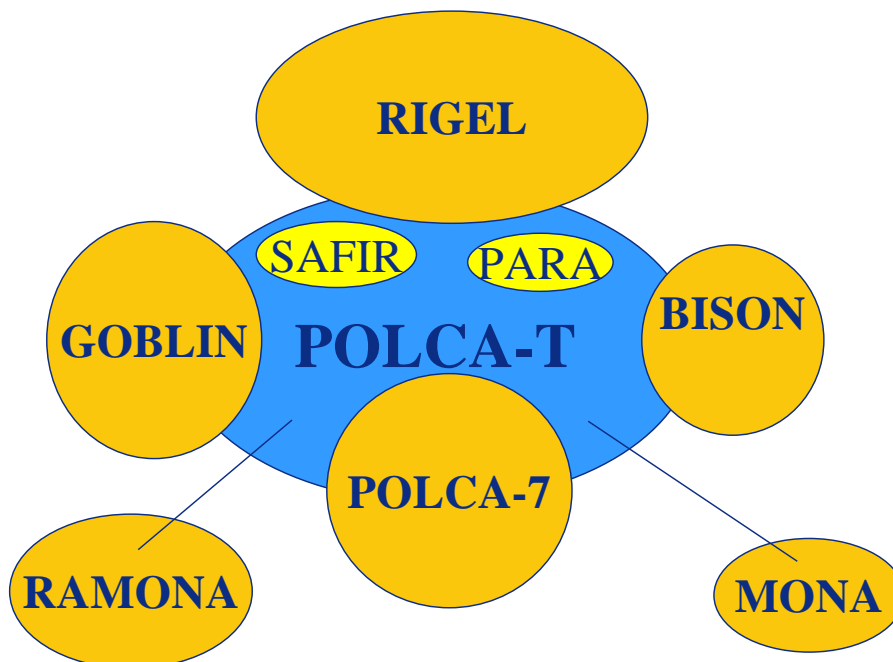 RIGEL
SAFIR
PARA
GOBLIN
POLCA-T
BISON
POLCA-7
RAMONA
MONA